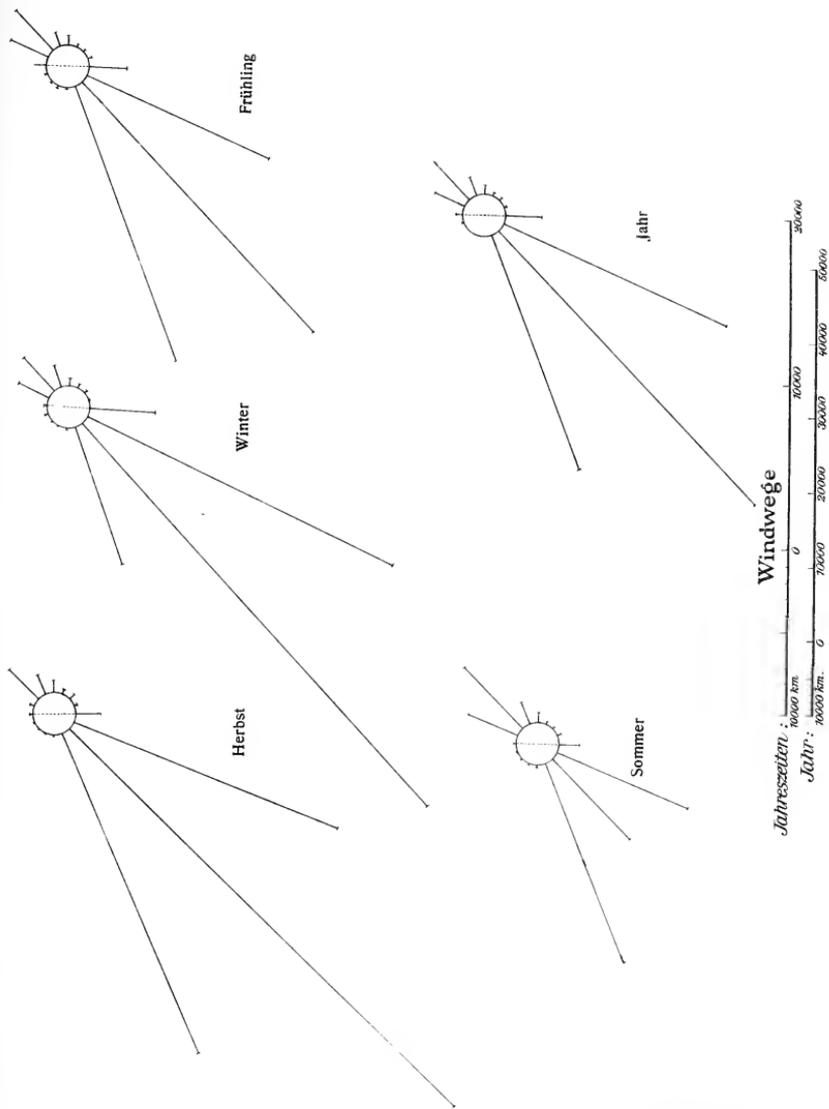 Frühling
Winter
Herbst
Jahr
Sommer
Windwege
Jahreszeiten : 10000 km. 0 10000 20000
Jahr : 10000 km. 0 10000 20000 30000 40000 50000